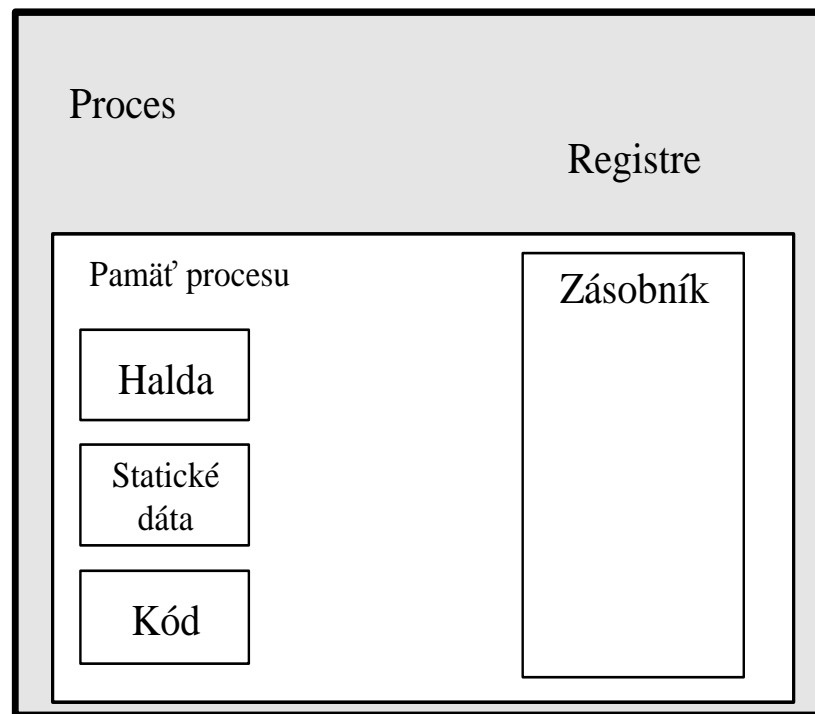 Proces
Registre
Pamäť procesu
Zásobník
Halda
Statické
dáta
Kód